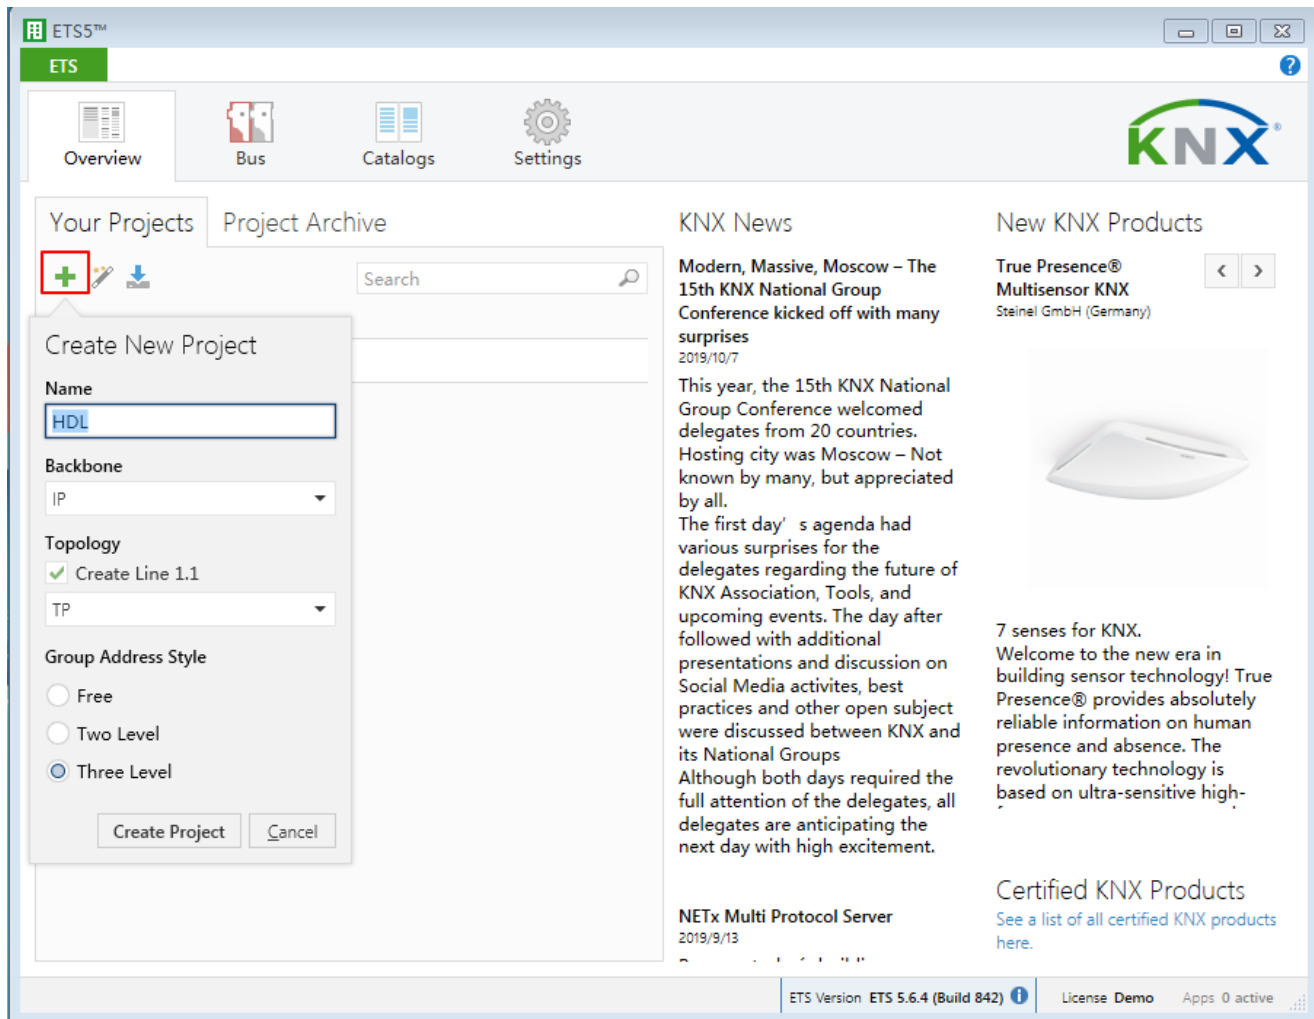 ETS5™
ETS
Overview
Bus
Catalogs
Settings
KNX®
Your Projects
Project Archive
Search
Create New Project
Name
HDL
Backbone
IP
Topology
Create Line 1.1
TP
Group Address Style
Free
Two Level
Three Level
Create Project
Cancel
KNX News
Modern, Massive, Moscow – The
15th KNX National Group
Conference kicked off with many
surprises
2019/10/7
This year, the 15th KNX National
Group Conference welcomed
delegates from 20 countries.
Hosting city was Moscow – Not
known by many, but appreciated
by all.
The first day’ s agenda had
various surprises for the
delegates regarding the future of
KNX Association, Tools, and
upcoming events. The day after
followed with additional
presentations and discussion on
Social Media activites, best
practices and other open subject
were discussed between KNX and
its National Groups
Although both days required the
full attention of the delegates, all
delegates are anticipating the
next day with high excitement.
NETx Multi Protocol Server
2019/9/13
New KNX Products
True Presence®
Multisensor KNX
Steinel GmbH (Germany)
7 senses for KNX.
Welcome to the new era in
building sensor technology! True
Presence® provides absolutely
reliable information on human
presence and absence. The
revolutionary technology is
based on ultra-sensitive high-
Certified KNX Products
See a list of all certified KNX products
here.
ETS Version ETS 5.6.4 (Build 842)
License Demo
Apps 0 active